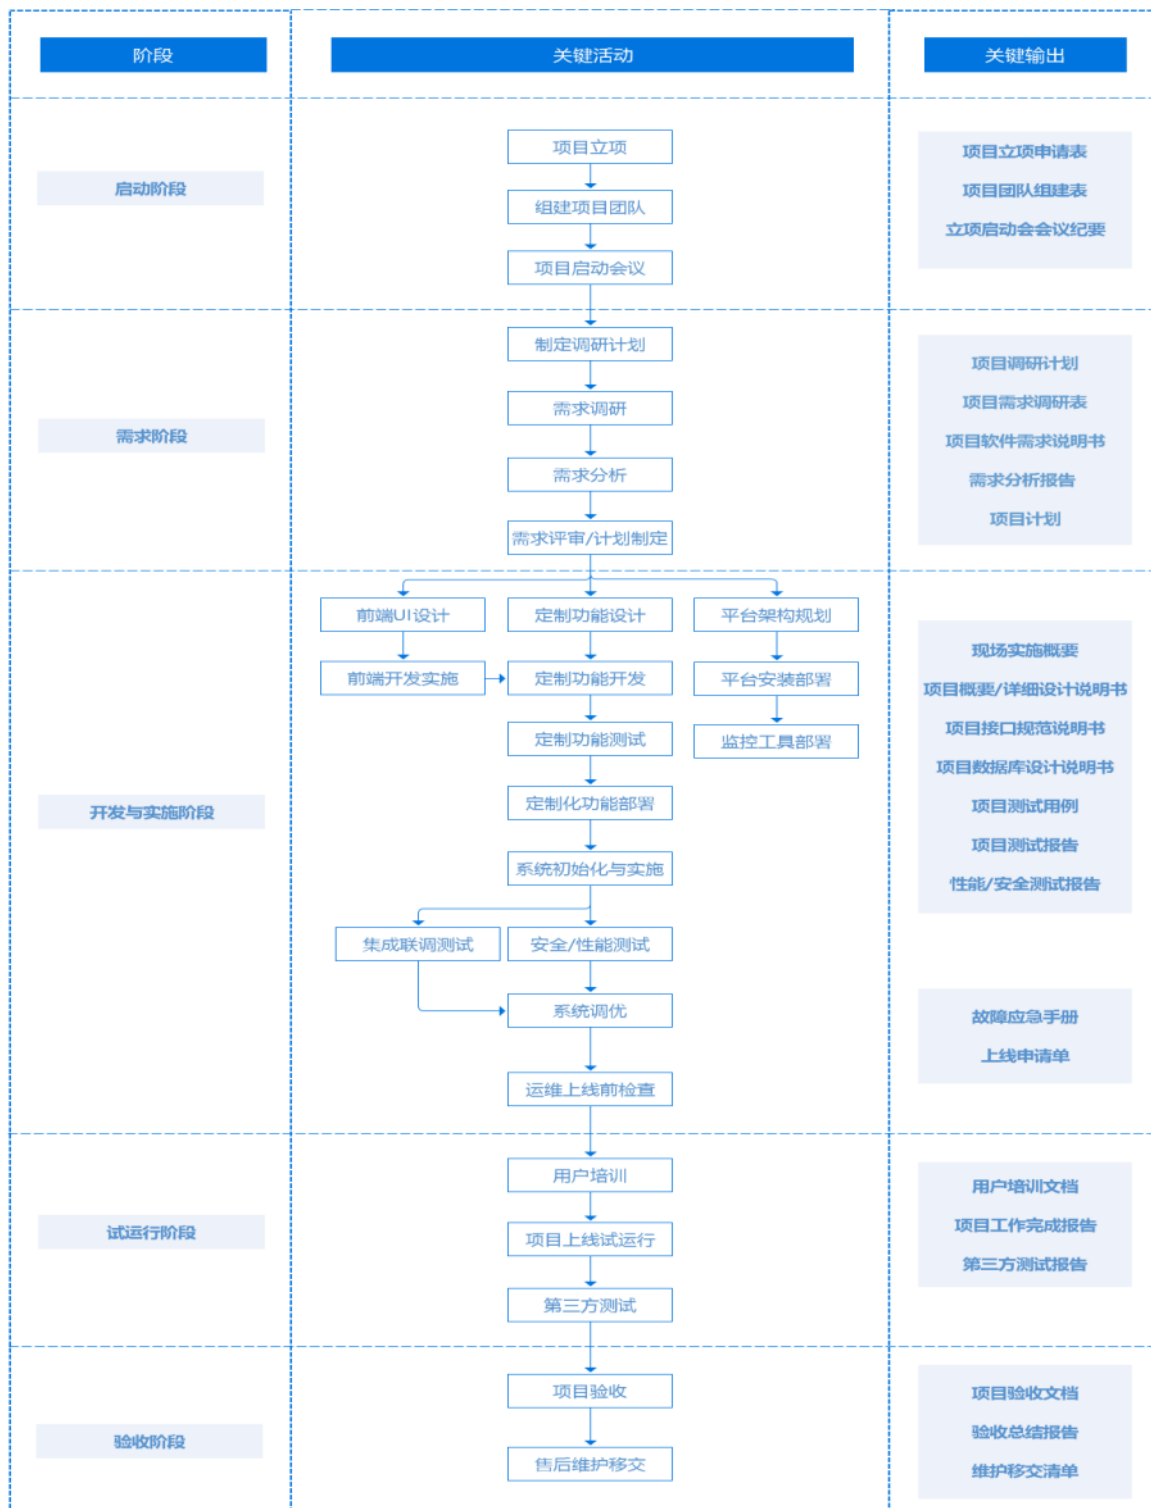 阶段
关键活动
关键输出
启动阶段
项目立项
组建项目团队
项目启动会议
项目立项申请表
项目团队组建表
立项启动会会议纪要
需求阶段
制定调研计划
需求调研
需求分析
需求评审/计划制定
项目调研计划
项目需求调研表
项目软件需求说明书
需求分析报告
项目计划
开发与实施阶段
前端UI设计
定制功能设计
平台架构规划
前端开发实施
定制功能开发
平台安装部署
定制功能测试
监控工具部署
定制化功能部署
系统初始化与实施
集成联调测试
安全/性能测试
系统调优
运维上线前检查
现场实施概要
项目概要/详细设计说明书
项目接口规范说明书
项目数据库设计说明书
项目测试用例
项目测试报告
性能/安全测试报告
故障应急手册
上线申请单
试运行阶段
用户培训
项目上线试运行
第三方测试
用户培训文档
项目工作完成报告
第三方测试报告
验收阶段
项目验收
售后维护移交
项目验收文档
验收总结报告
维护移交清单